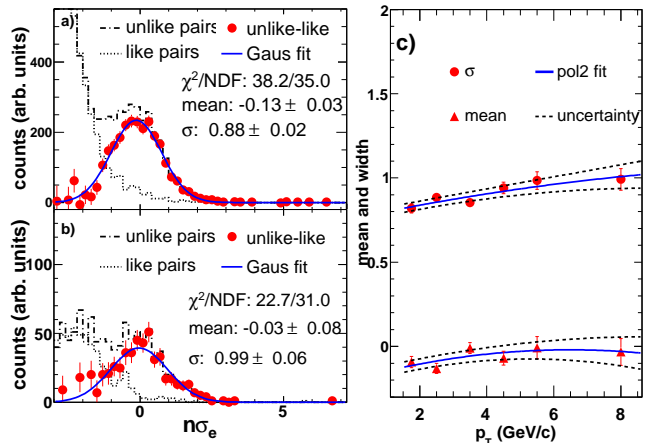 a)
unlike pairs
unlike-like
like pairs
Gaus fit
χ²/NDF: 38.2/35.0
mean: -0.13 ± 0.03
σ: 0.88 ± 0.02
counts (arb. units)
400
200
0
b)
unlike pairs
unlike-like
like pairs
Gaus fit
χ²/NDF: 22.7/31.0
mean: -0.03 ± 0.08
σ: 0.99 ± 0.06
counts (arb. units)
100
50
0
0
5
nσₑ
c)
σ
pol2 fit
mean
uncertainty
mean and width
2
1.5
1
0.5
0
2
4
6
8
p_T (GeV/c)